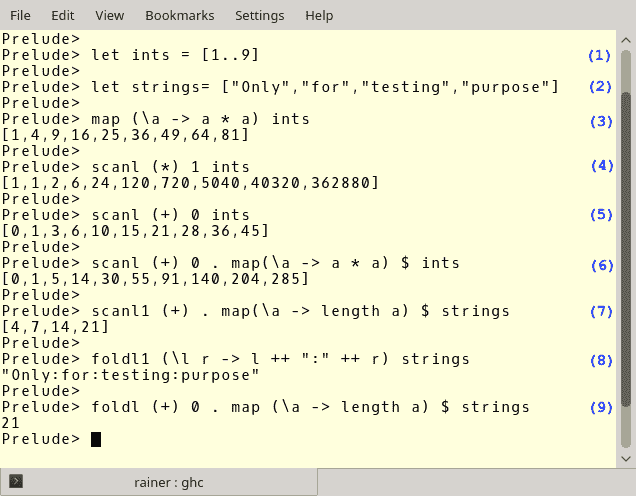 File Edit View Bookmarks Settings Help
Prelude>
Prelude> let ints = [1..9] (1)
Prelude>
Prelude> let strings= ["Only","for","testing","purpose"] (2)
Prelude>
Prelude> map (\a -> a * a) ints (3)
[1,4,9,16,25,36,49,64,81]
Prelude>
Prelude> scanl (*) 1 ints (4)
[1,1,2,6,24,120,720,5040,40320,362880]
Prelude>
Prelude> scanl (+) 0 ints (5)
[0,1,3,6,10,15,21,28,36,45]
Prelude>
Prelude> scanl (+) 0 . map(\a -> a * a) $ ints (6)
[0,1,5,14,30,55,91,140,204,285]
Prelude>
Prelude> scanl1 (+) . map(\a -> length a) $ strings (7)
[4,7,14,21]
Prelude>
Prelude> foldl1 (\l r -> l ++ ":" ++ r) strings (8)
"Only:for:testing:purpose"
Prelude>
Prelude> foldl (+) 0 . map (\a -> length a) $ strings (9)
21
Prelude>
rainer : ghc